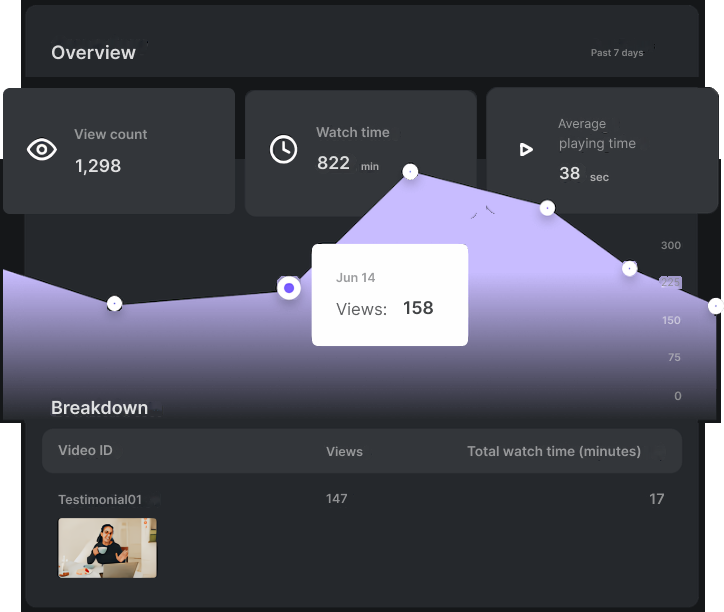 Overview
Past 7 days
View count
1,298
Watch time
822 min
Average
playing time
38 sec
300
Jun 14
Views: 158
150
75
0
Breakdown
Video ID Views Total watch time (minutes)
Testimonial01 147 17